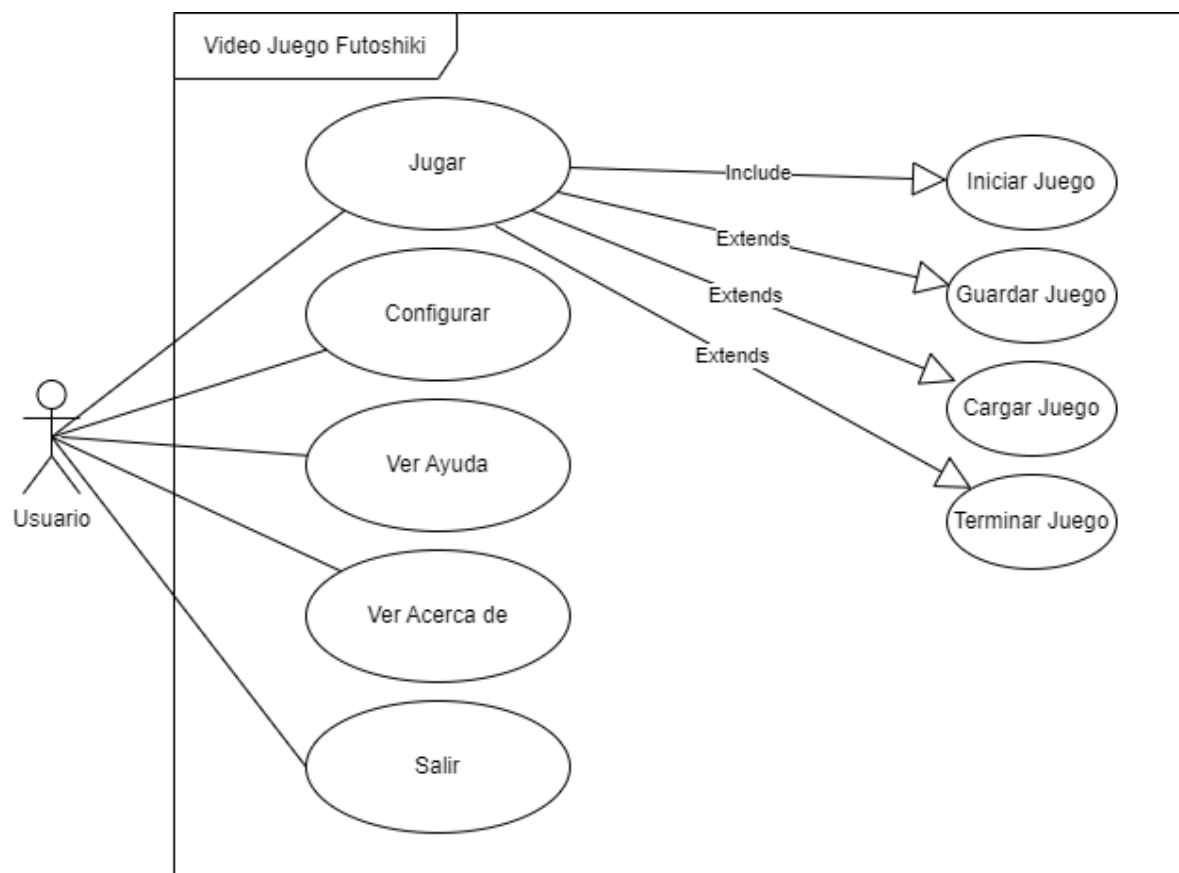 Video Juego Futoshiki
Jugar
Include
Iniciar Juego
Extends
Guardar Juego
Extends
Configurar
Extends
Cargar Juego
Ver Ayuda
Terminar Juego
Usuario
Ver Acerca de
Salir